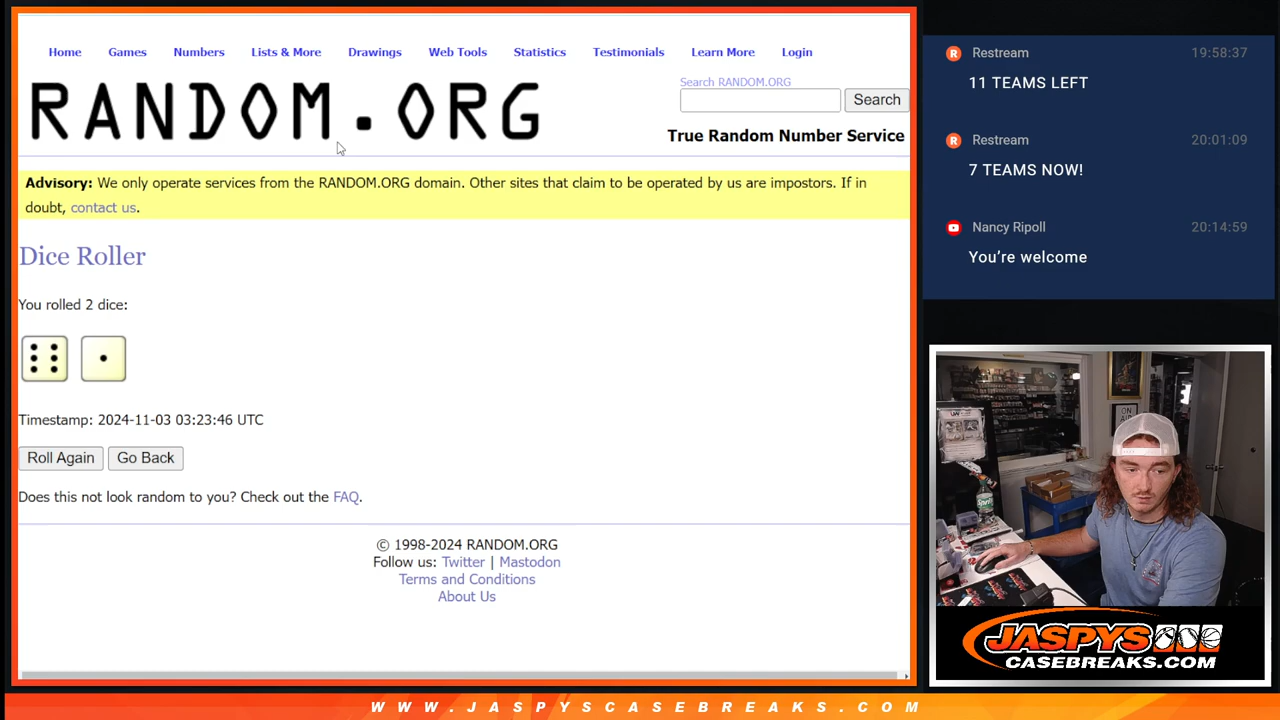 Home Games Numbers Lists & More Drawings Web Tools Statistics Testimonials Learn More Login
RANDOM.ORG
Search RANDOM.ORG
Search
True Random Number Service
Advisory: We only operate services from the RANDOM.ORG domain. Other sites that claim to be operated by us are impostors. If in
doubt, contact us.
Dice Roller
You rolled 2 dice:
Timestamp: 2024-11-03 03:23:46 UTC
Roll Again Go Back
Does this not look random to you? Check out the FAQ.
© 1998-2024 RANDOM.ORG
Follow us: Twitter | Mastodon
Terms and Conditions
About Us
R Restream 19:58:37
11 TEAMS LEFT
R Restream 20:01:09
7 TEAMS NOW!
Nancy Ripoll 20:14:59
You’re welcome
ON
AIR
JASPYS
CASEBREAKS.COM
WWW.JASPYSCASEBREAKS.COM